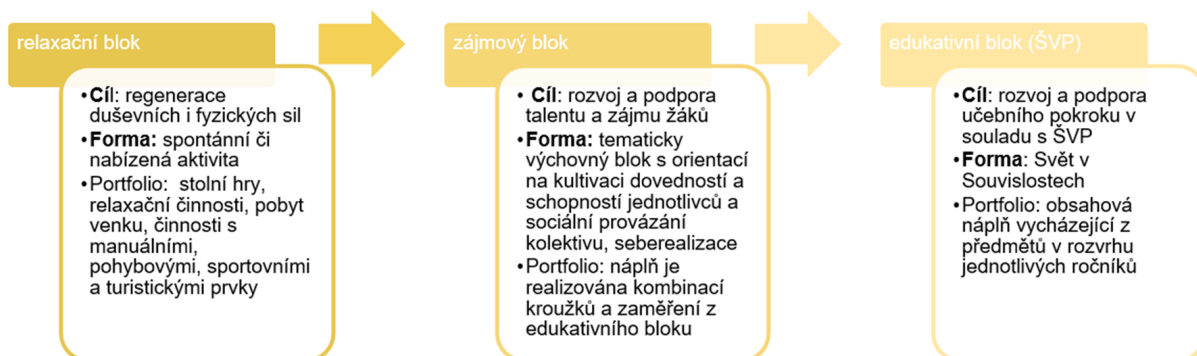 relaxační blok
•Cíl: regenerace
duševních i fyzických sil
•Forma: spontánní či
nabízená aktivita
•Portfolio: stolní hry,
relaxační činnosti, pobyt
venku, činnosti s
manuálními,
pohybovými, sportovními
a turistickými prvky
zájmový blok
• Cíl: rozvoj a podpora
talentu a zájmu žáků
•Forma: tematicky
výchovný blok s orientací
na kultivaci dovedností a
schopností jednotlivců a
sociální provázání
kolektivu, seberealizace
•Portfolio: náplň je
realizována kombinací
kroužků a zaměření z
edukativního bloku
edukativní blok (ŠVP)
•Cíl: rozvoj a podpora
učebního pokroku v
souladu s ŠVP
•Forma: Svět v
Souvislostech
•Portfolio: obsahová
náplň vycházející z
předmětů v rozvrhu
jednotlivých ročníků